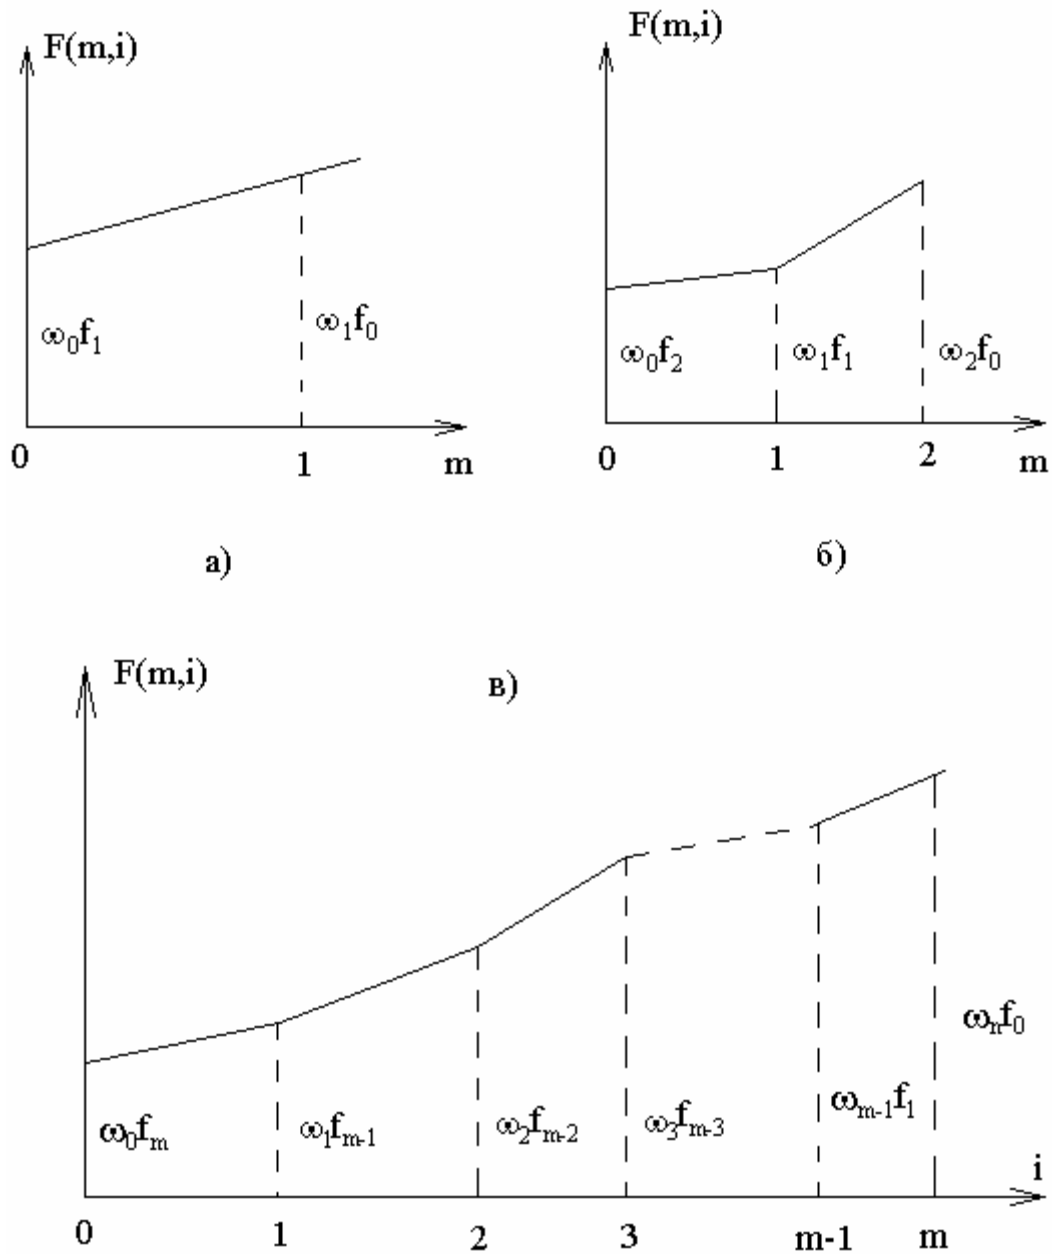 F(m,i)
ω₀f₁
ω₁f₀
0
1
m
а)
F(m,i)
ω₀f₂
ω₁f₁
ω₂f₀
0
1
2
m
б)
F(m,i)
в)
ω₀fₘ
ω₁fₘ₋₁
ω₂fₘ₋₂
ω₃fₘ₋₃
ωₘ₋₁f₁
ωₙf₀
i
0
1
2
3
m-1
m